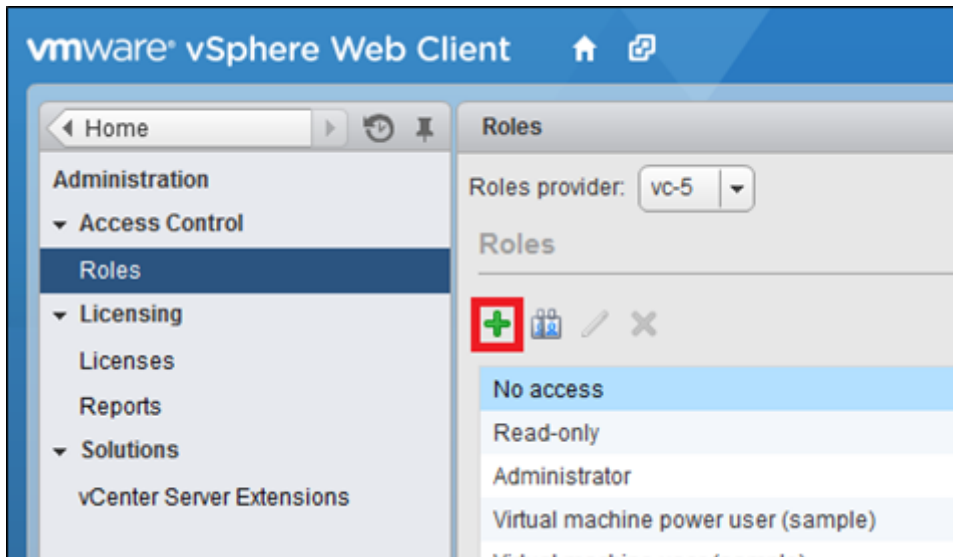 vmware® vSphere Web Client
Home
Administration
Access Control
Roles
Licensing
Licenses
Reports
Solutions
vCenter Server Extensions
Roles
Roles provider: vc-5
Roles
No access
Read-only
Administrator
Virtual machine power user (sample)